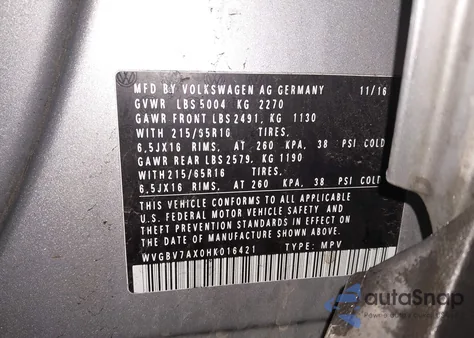 MFD BY VOLKSWAGEN AG GERMANY 11/16
GVWR LBS 5004 KG 2270
GAWR FRONT LBS 2491, KG 1130
WITH 215/65R16 TIRES,
6,5JX16 RIMS, AT 260 KPA, 38 PSI COLD
GAWR REAR LBS 2579, KG 1190
WITH 215/65R16 TIRES,
6,5JX16 RIMS, AT 260 KPA, 38 PSI COLD
THIS VEHICLE CONFORMS TO ALL APPLICABLE
U.S. FEDERAL MOTOR VEHICLE SAFETY AND
THEFT PREVENTION STANDARDS IN EFFECT ON
THE DATE OF MANUFACTURE SHOWN ABOVE.
WVGBV7AX0HK016421 TYPE: MPV
autoSnap